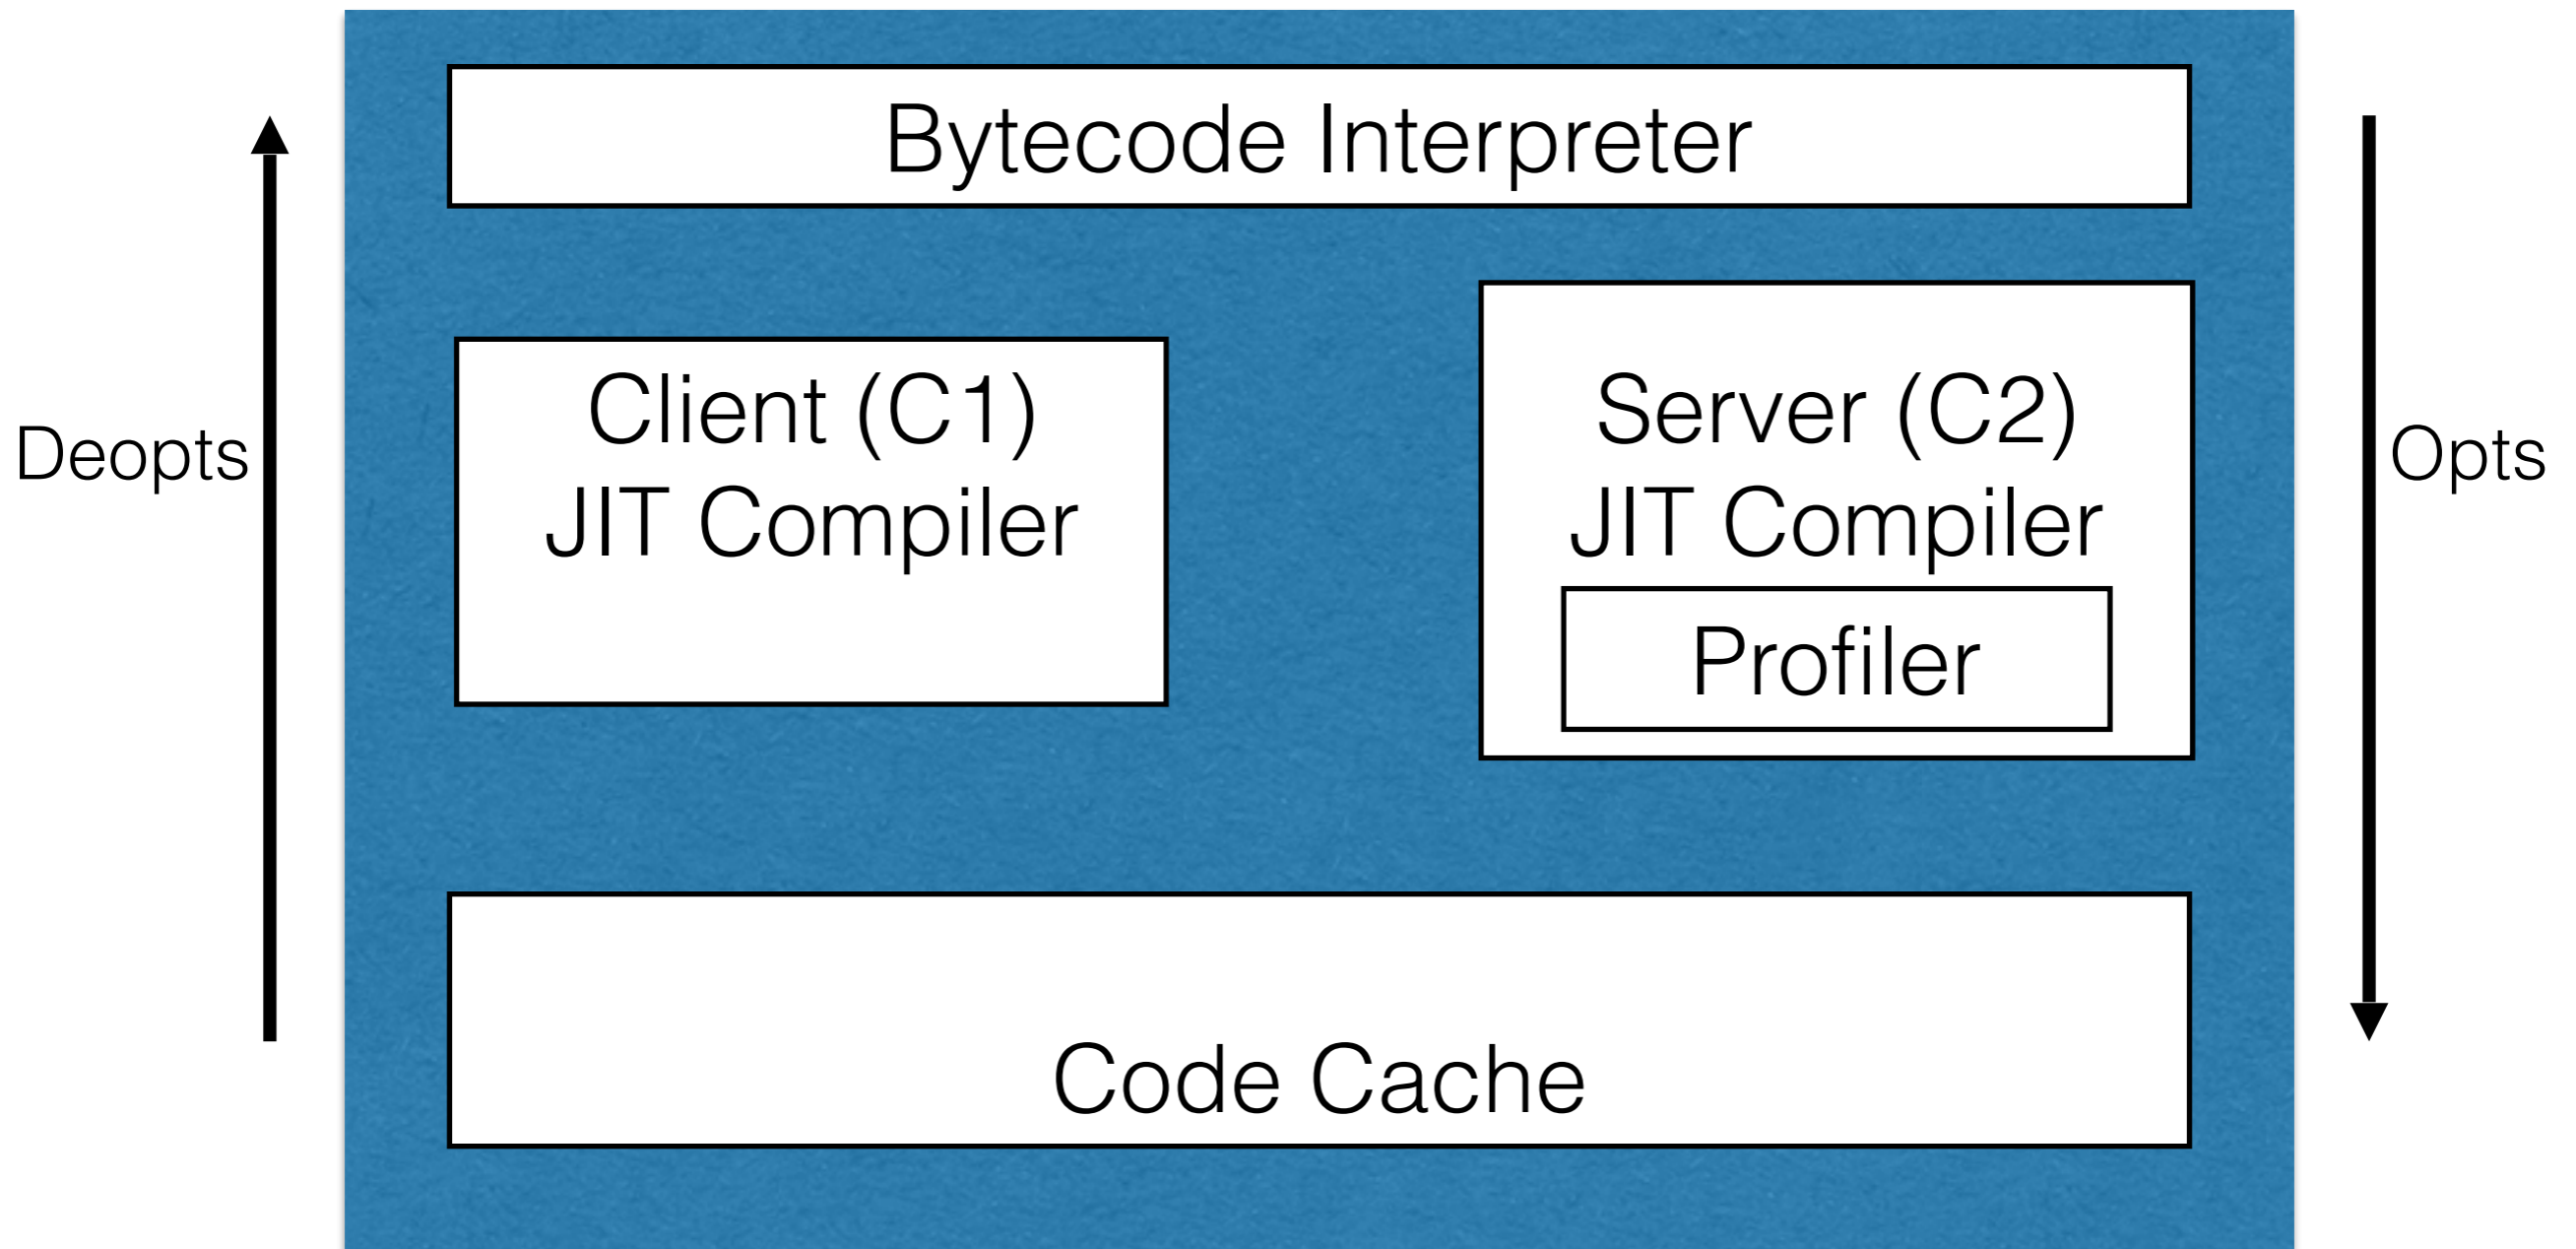 Bytecode Interpreter
Deopts
Client (C1)
JIT Compiler
Server (C2)
JIT Compiler
Profiler
Opts
Code Cache